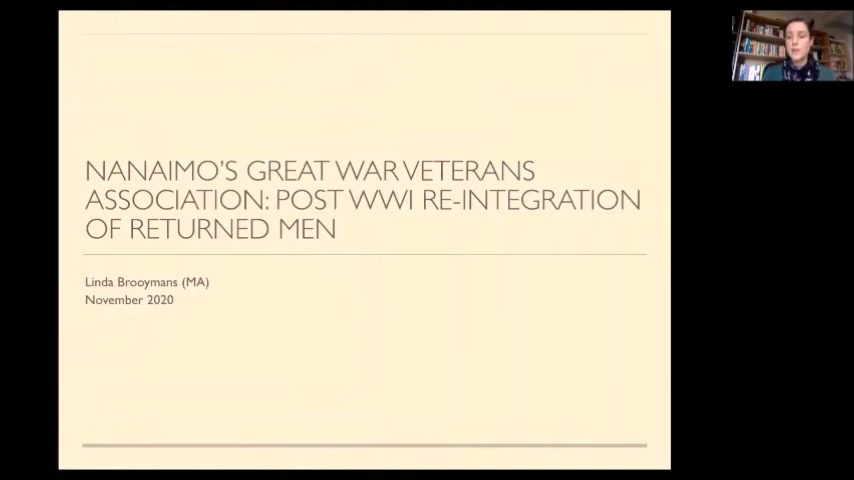 NANAIMO'S GREAT WAR VETERANS
ASSOCIATION: POST WWI RE-INTEGRATION
OF RETURNED MEN
Linda Brooymans (MA)
November 2020